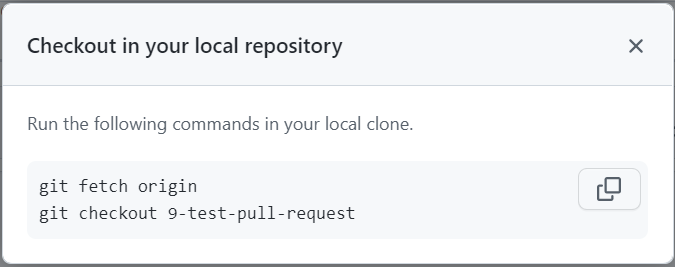 Checkout in your local repository
Run the following commands in your local clone.
git fetch origin
git checkout 9-test-pull-request